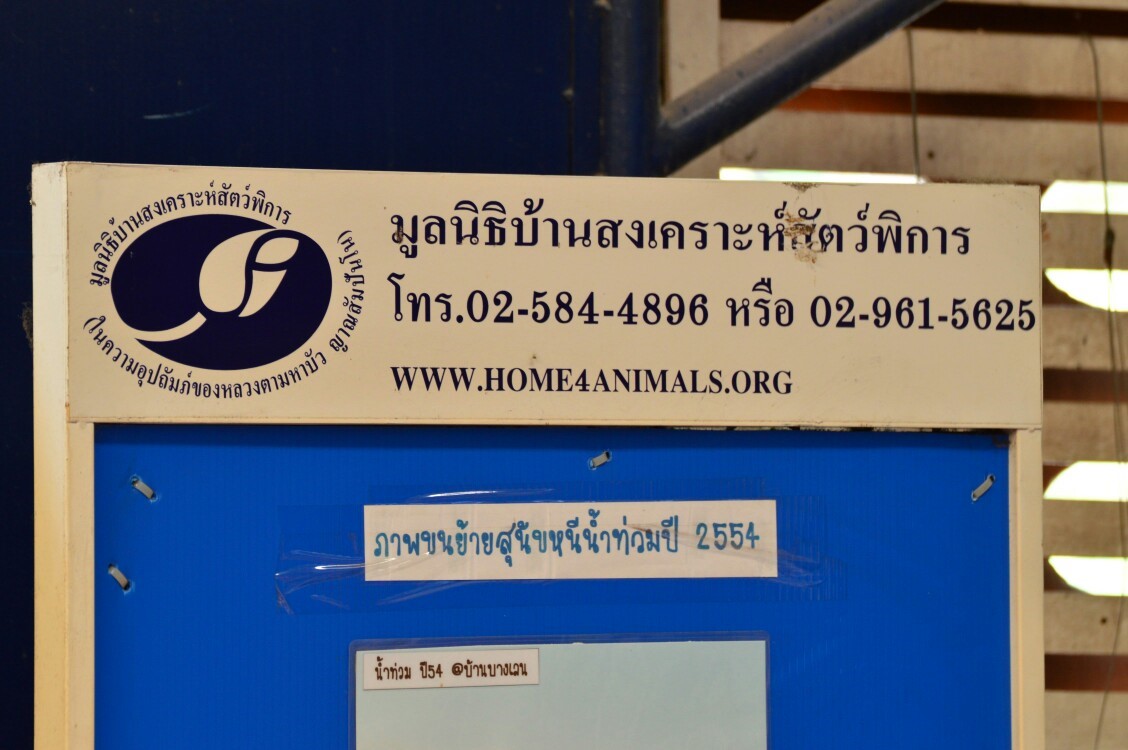 มูลนิธิบ้านสงเคราะห์สัตว์พิการ
(ในความอุปถัมภ์ของหลวงตามหาบัว ญาณสัมปันโน)
มูลนิธิบ้านสงเคราะห์สัตว์พิการ
โทร.02-584-4896 หรือ 02-961-5625
WWW.HOME4ANIMALS.ORG
ภาพขนย้ายสุนัขหนีน้ำท่วมปี 2554
น้ำท่วม ปี54 @บ้านบางเลน